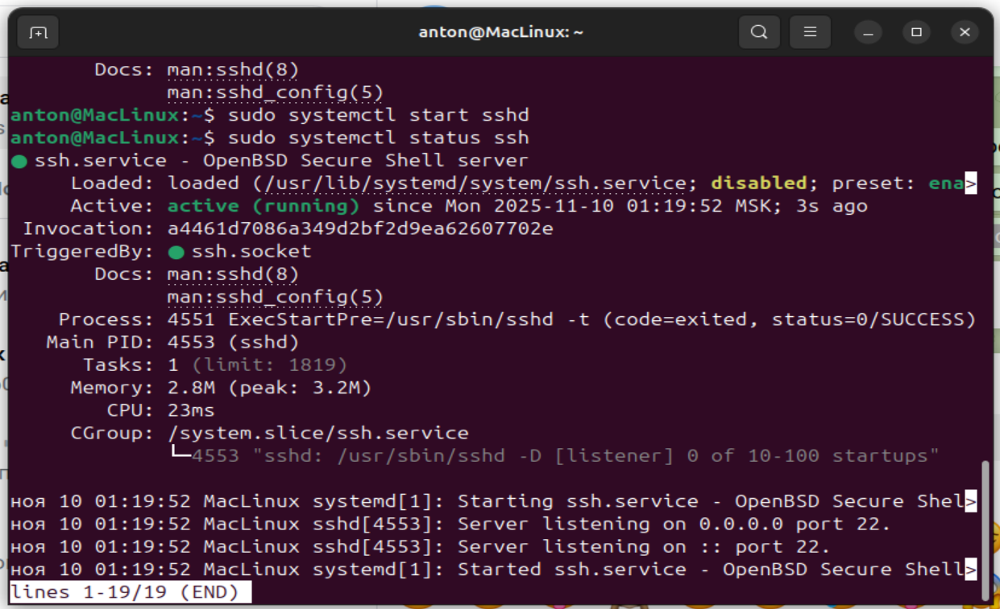 anton@MacLinux: ~
Docs: man:sshd(8)
man:sshd_config(5)
anton@MacLinux:~$ sudo systemctl start sshd
anton@MacLinux:~$ sudo systemctl status ssh
● ssh.service - OpenBSD Secure Shell server
Loaded: loaded (/usr/lib/systemd/system/ssh.service; disabled; preset: ena>
Active: active (running) since Mon 2025-11-10 01:19:52 MSK; 3s ago
Invocation: a4461d7086a349d2bf2d9ea62607702e
TriggeredBy: ● ssh.socket
Docs: man:sshd(8)
man:sshd_config(5)
Process: 4551 ExecStartPre=/usr/sbin/sshd -t (code=exited, status=0/SUCCESS)
Main PID: 4553 (sshd)
Tasks: 1 (limit: 1819)
Memory: 2.8M (peak: 3.2M)
CPU: 23ms
CGroup: /system.slice/ssh.service
└─4553 "sshd: /usr/sbin/sshd -D [listener] 0 of 10-100 startups"
ноя 10 01:19:52 MacLinux systemd[1]: Starting ssh.service - OpenBSD Secure Shel>
ноя 10 01:19:52 MacLinux sshd[4553]: Server listening on 0.0.0.0 port 22.
ноя 10 01:19:52 MacLinux sshd[4553]: Server listening on :: port 22.
ноя 10 01:19:52 MacLinux systemd[1]: Started ssh.service - OpenBSD Secure Shell>
lines 1-19/19 (END)